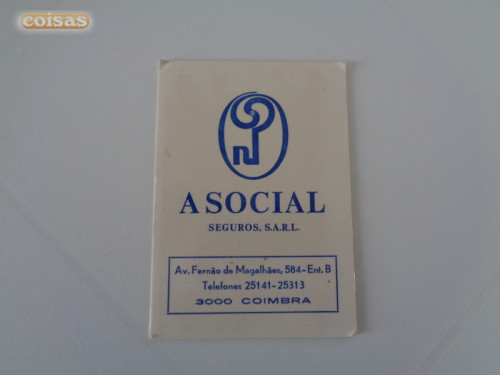 coisas
A SOCIAL
SEGUROS, S.A.R.L.
Av. Fernão de Magalhães, 584-Ent. B
Telefones 25141-25313
3000 COIMBRA